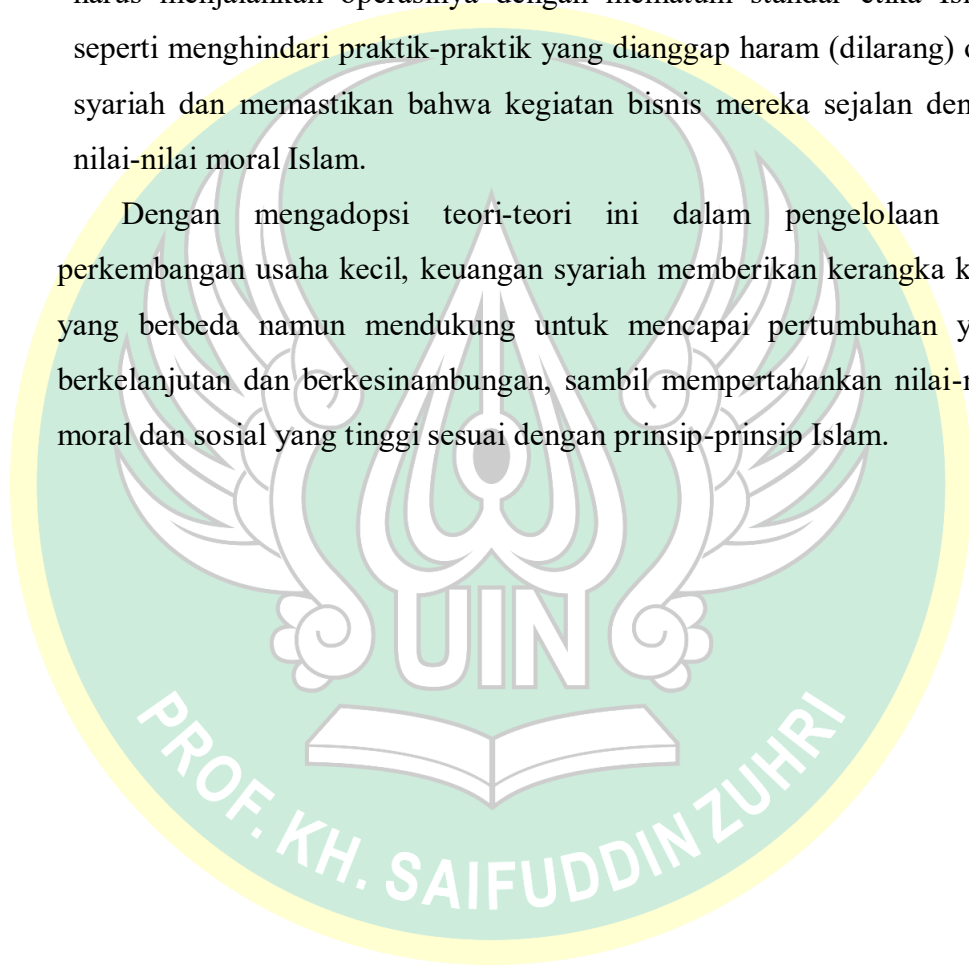 harus menjalankan operasinya dengan mematuhi standar etika
seperti menghindari praktik-praktik yang dianggap haram (dilarang)
syariah dan memastikan bahwa kegiatan bisnis mereka sejalan
nilai-nilai moral Islam.
Dengan mengadopsi teori-teori ini dalam pengelolaan
perkembangan usaha kecil, keuangan syariah memberikan kerangka
yang berbeda namun mendukung untuk mencapai pertumbuhan
berkelanjutan dan berkesinambungan, sambil mempertahankan
moral dan sosial yang tinggi sesuai dengan prinsip-prinsip Islam.
UIN
PROF. KH. SAIFUDDIN ZUHRI